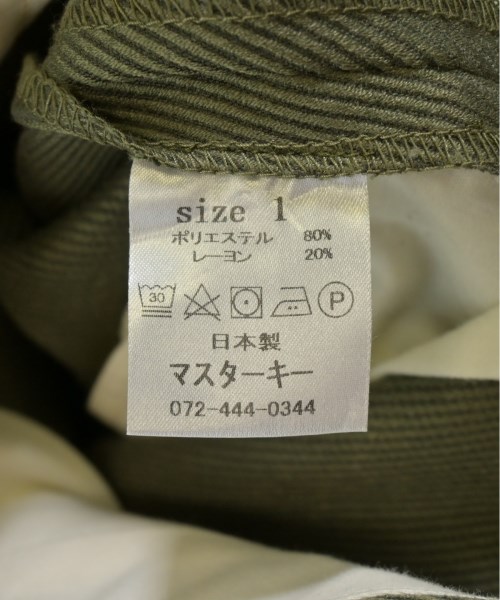 size 1
ポリエステル 80%
レーヨン 20%
30 P
日本製
マスターキー
072-444-0344